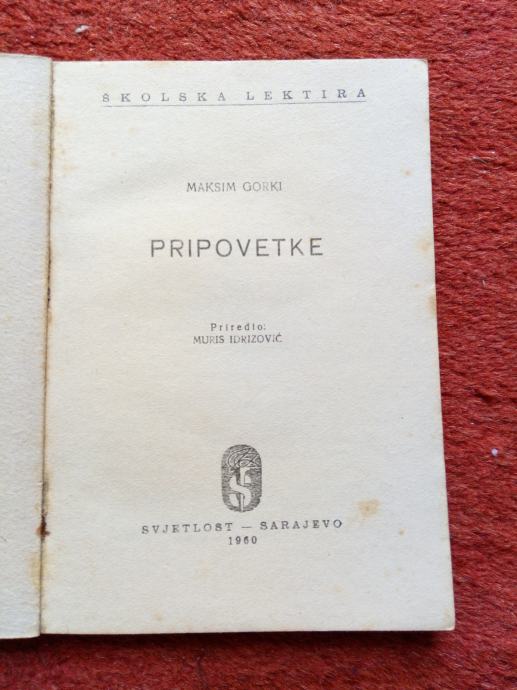 ŠKOLSKA LEKTIRA
MAKSIM GORKI
PRIPOVETKE
Priredio:
MURIS IDRIZOVIĆ
SVJETLOST — SARAJEVO
1960